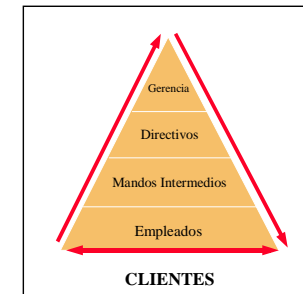 Gerencia
Directivos
Mandos Intermedios
Empleados
CLIENTES